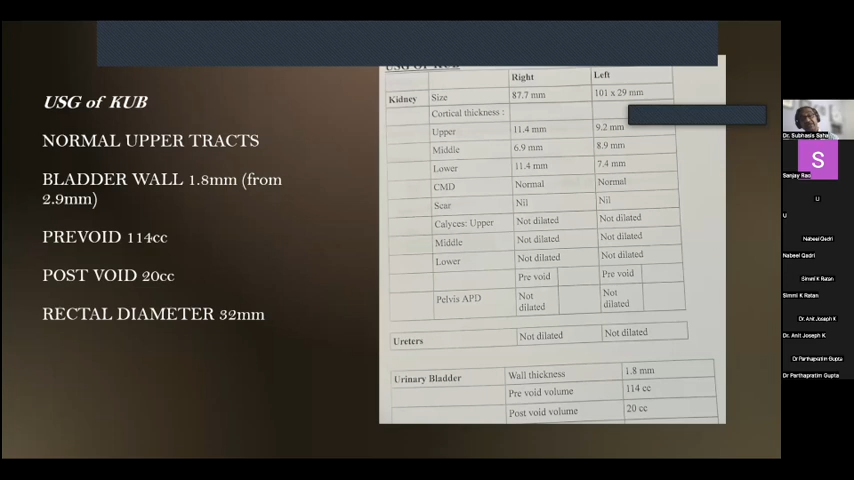 USG of KUB
NORMAL UPPER TRACTS
BLADDER WALL 1.8mm (from
2.9mm)
PREVOID 114cc
POST VOID 20cc
RECTAL DIAMETER 32mm
USG OF KUB
Right Left
Kidney Size 87.7 mm 101 x 29 mm
Cortical thickness :
Upper 11.4 mm 9.2 mm
Middle 6.9 mm 8.9 mm
Lower 11.4 mm 7.4 mm
CMD Normal Normal
Scar Nil Nil
Calyces: Upper Not dilated Not dilated
Middle Not dilated Not dilated
Lower Not dilated Not dilated
Pre void Pre void
Pelvis APD Not dilated Not dilated
Ureters Not dilated Not dilated
Urinary Bladder Wall thickness 1.8 mm
Pre void volume 114 cc
Post void volume 20 cc
Dr. Subhasis Saha
S
Sanjay Rao
U
U
Nabeel Qadri
Nabeel Qadri
Simmi K Ratan
Simmi K Ratan
Dr. Anit Joseph K
Dr. Anit Joseph K
Dr Parthapratim Gupta
Dr Parthapratim Gupta